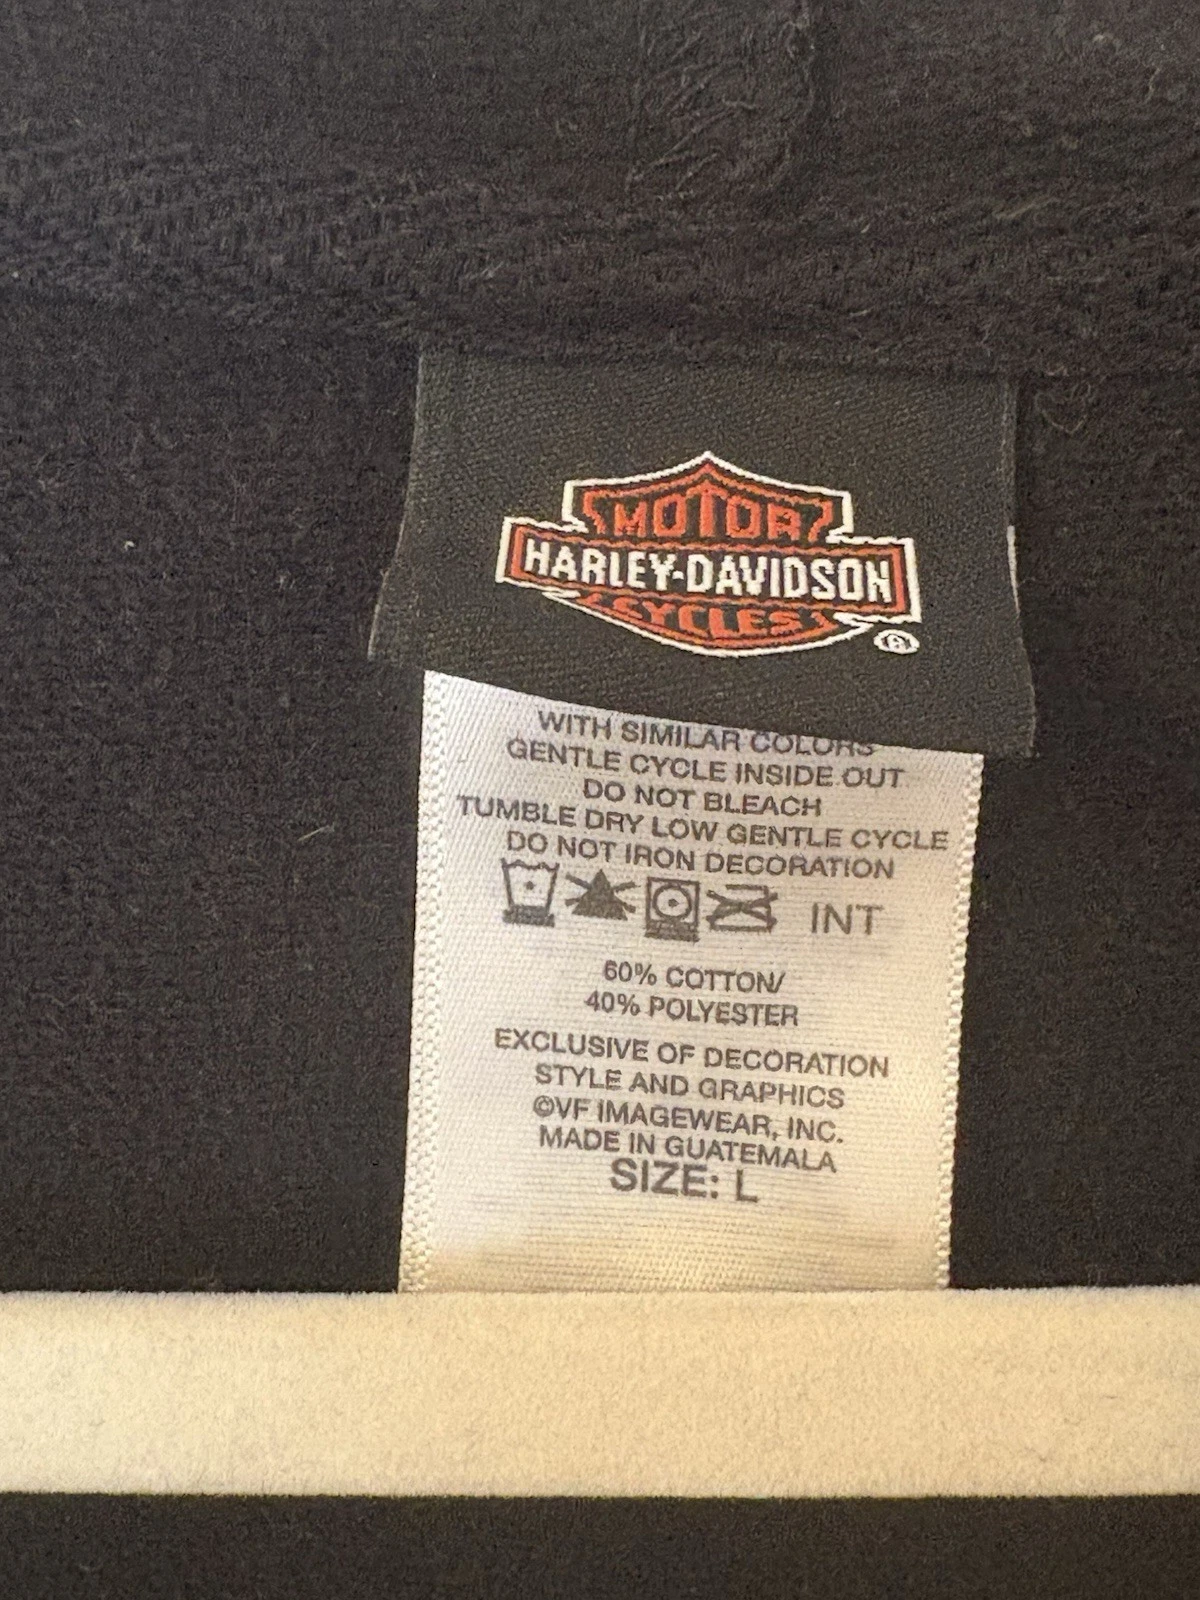 MOTOR
HARLEY-DAVIDSON
CYCLES
®
WITH SIMILAR COLORS
GENTLE CYCLE INSIDE OUT
DO NOT BLEACH
TUMBLE DRY LOW GENTLE CYCLE
DO NOT IRON DECORATION
INT
60% COTTON/
40% POLYESTER
EXCLUSIVE OF DECORATION
STYLE AND GRAPHICS
©VF IMAGEWEAR, INC.
MADE IN GUATEMALA
SIZE: L